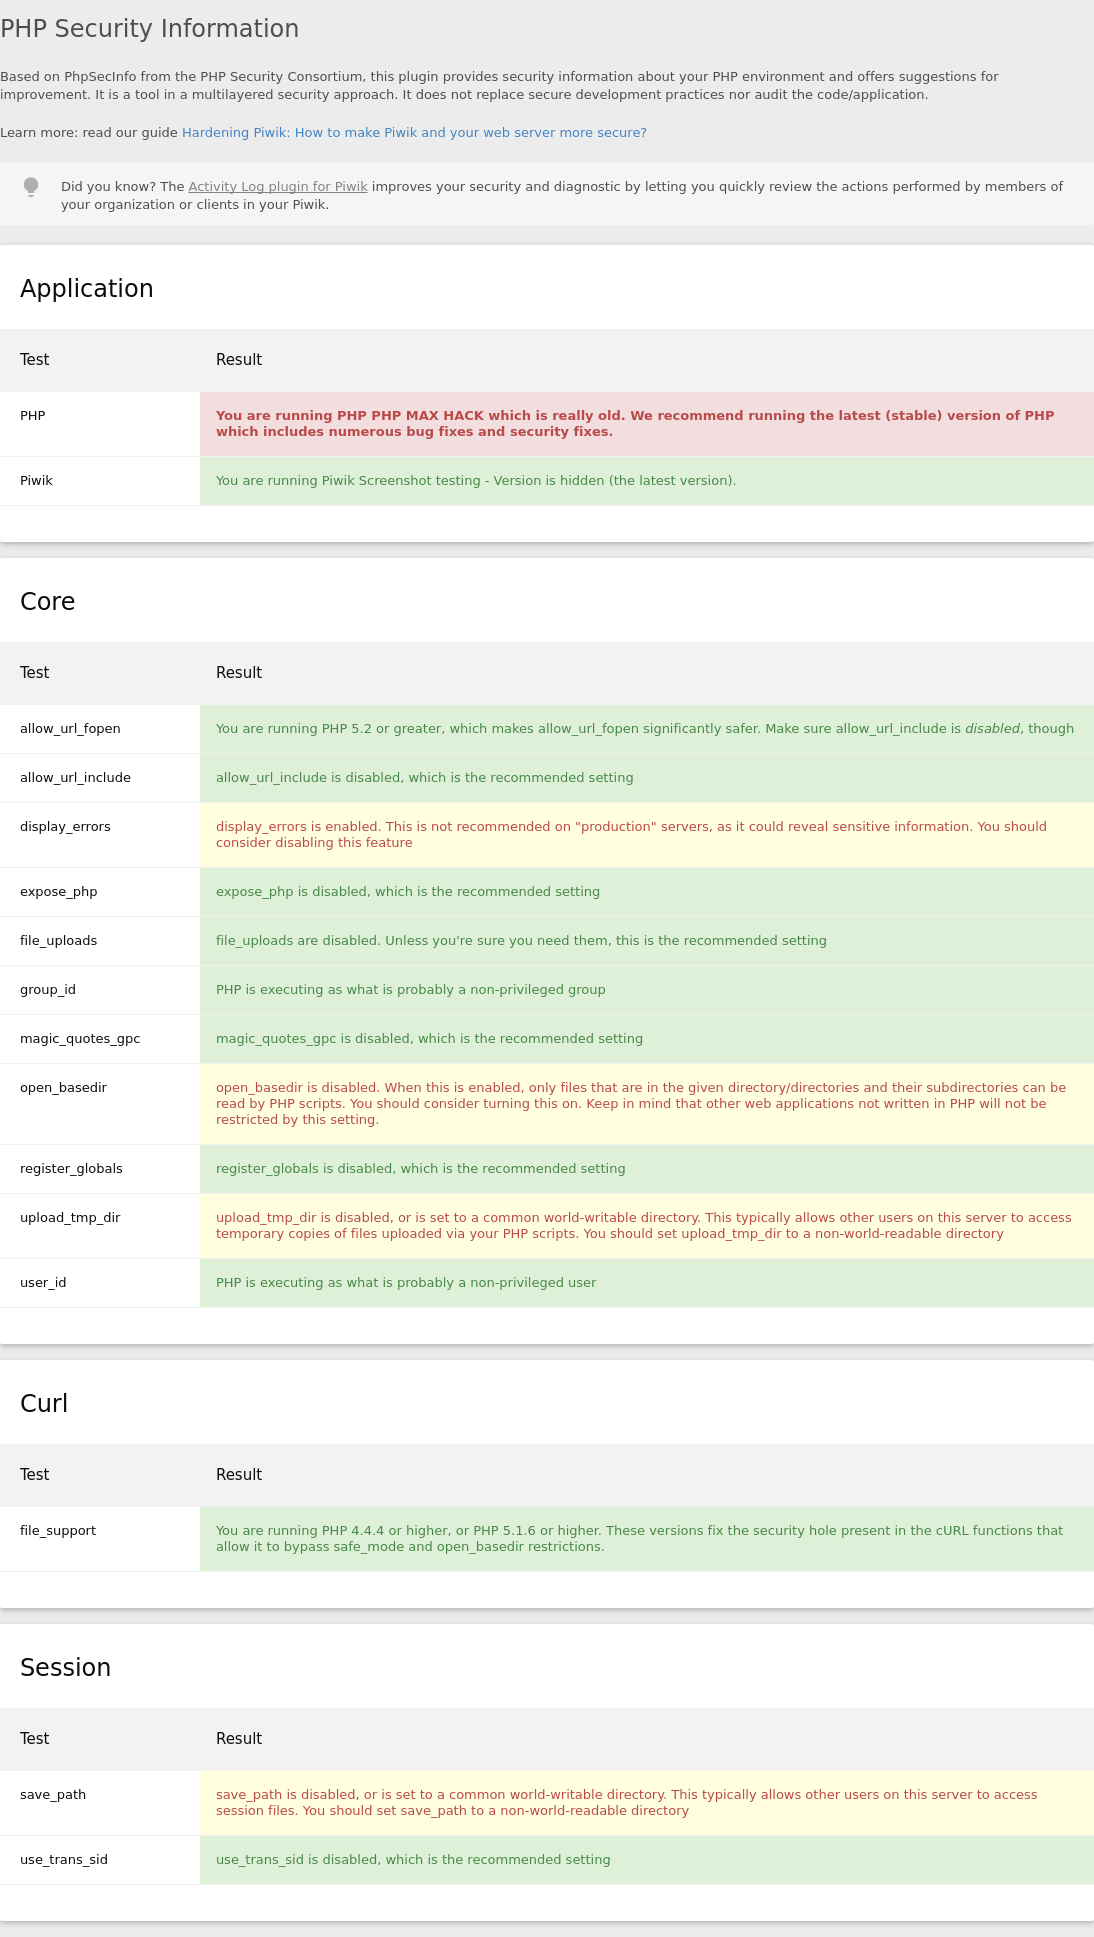 PHP Security Information
Based on PhpSecInfo from the PHP Security Consortium, this plugin provides security information about your PHP environment and offers suggestions for
improvement. It is a tool in a multilayered security approach. It does not replace secure development practices nor audit the code/application.
Learn more: read our guide Hardening Piwik: How to make Piwik and your web server more secure?
Did you know? The Activity Log plugin for Piwik improves your security and diagnostic by letting you quickly review the actions performed by members of
your organization or clients in your Piwik.
Application
Test Result
PHP You are running PHP PHP MAX HACK which is really old. We recommend running the latest (stable) version of PHP
which includes numerous bug fixes and security fixes.
Piwik You are running Piwik Screenshot testing - Version is hidden (the latest version).
Core
Test Result
allow_url_fopen You are running PHP 5.2 or greater, which makes allow_url_fopen significantly safer. Make sure allow_url_include is disabled, though
allow_url_include allow_url_include is disabled, which is the recommended setting
display_errors display_errors is enabled. This is not recommended on "production" servers, as it could reveal sensitive information. You should
consider disabling this feature
expose_php expose_php is disabled, which is the recommended setting
file_uploads file_uploads are disabled. Unless you're sure you need them, this is the recommended setting
group_id PHP is executing as what is probably a non-privileged group
magic_quotes_gpc magic_quotes_gpc is disabled, which is the recommended setting
open_basedir open_basedir is disabled. When this is enabled, only files that are in the given directory/directories and their subdirectories can be
read by PHP scripts. You should consider turning this on. Keep in mind that other web applications not written in PHP will not be
restricted by this setting.
register_globals register_globals is disabled, which is the recommended setting
upload_tmp_dir upload_tmp_dir is disabled, or is set to a common world-writable directory. This typically allows other users on this server to access
temporary copies of files uploaded via your PHP scripts. You should set upload_tmp_dir to a non-world-readable directory
user_id PHP is executing as what is probably a non-privileged user
Curl
Test Result
file_support You are running PHP 4.4.4 or higher, or PHP 5.1.6 or higher. These versions fix the security hole present in the cURL functions that
allow it to bypass safe_mode and open_basedir restrictions.
Session
Test Result
save_path save_path is disabled, or is set to a common world-writable directory. This typically allows other users on this server to access
session files. You should set save_path to a non-world-readable directory
use_trans_sid use_trans_sid is disabled, which is the recommended setting